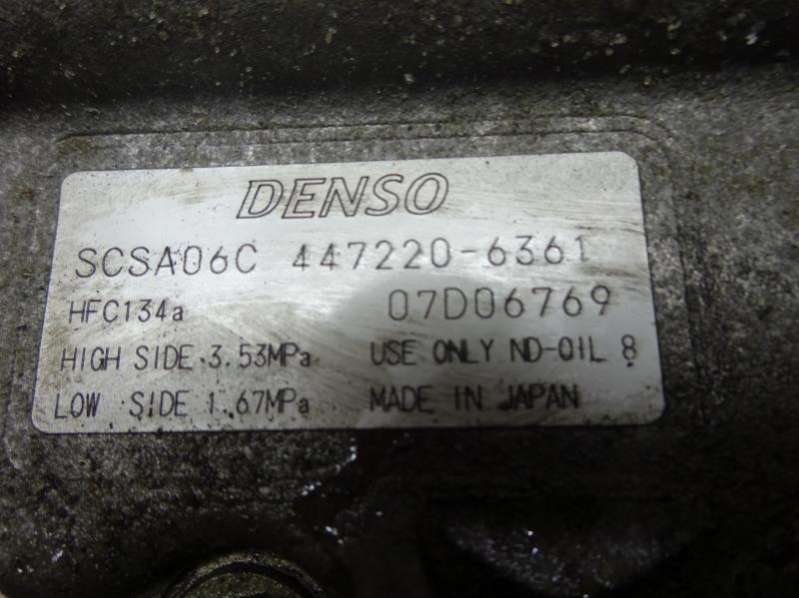 DENSO
SCSA06C 447220-6361
HFC134a 07D06769
HIGH SIDE 3.53MPa USE ONLY ND-OIL 8
LOW SIDE 1.67MPa MADE IN JAPAN